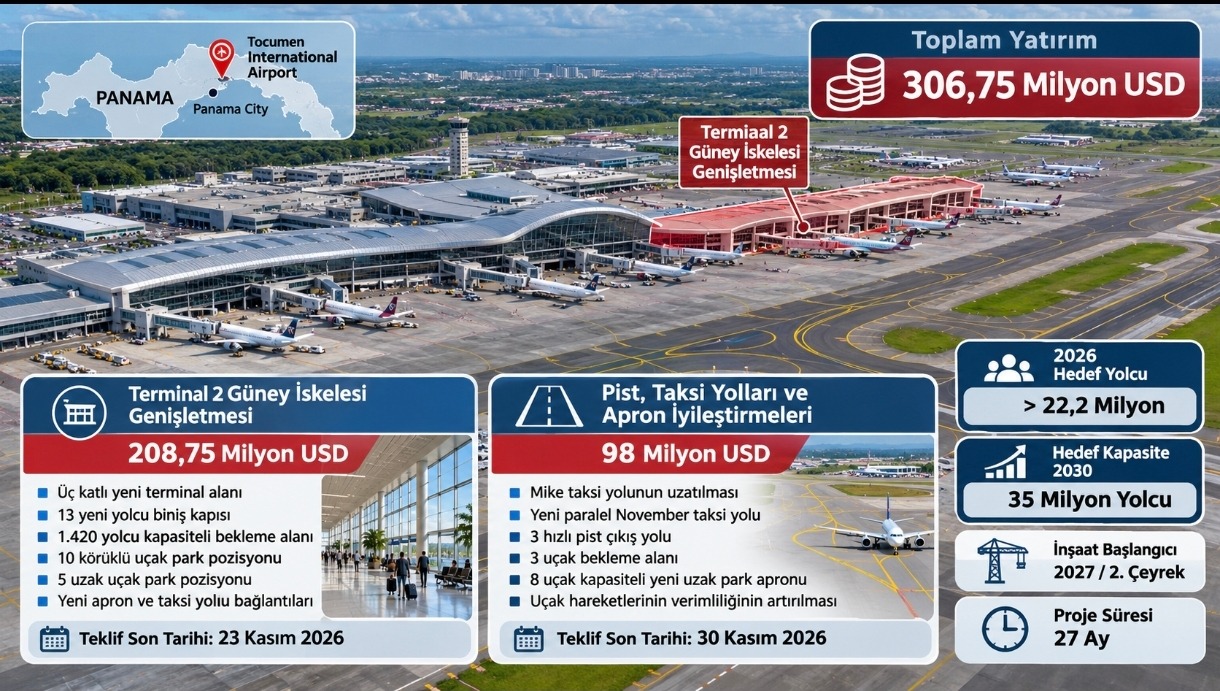 Tocumen
International
Airport
PANAMA
Panama City
Toplam Yatırım
306,75 Milyon USD
Termiaal 2
Güney İskelesi
Genişletmesi
Terminal 2 Güney İskelesi
Genişletmesi
208,75 Milyon USD
Üç katlı yeni terminal alanı
13 yeni yolcu biniş kapısı
1.420 yolcu kapasiteli bekleme alanı
10 körüklü uçak park pozisyonu
5 uzak uçak park pozisyonu
Yeni apron ve taksi yolıu bağlantıları
Teklif Son Tarihi: 23 Kasım 2026
Pist, Taksi Yolları ve
Apron İyileştirmeleri
98 Milyon USD
Mike taksi yolunun uzatılması
Yeni paralel November taksi yolu
3 hızlı pist çıkış yolu
3 uçak bekleme alanı
8 uçak kapasiteli yeni uzak park apronu
Uçak hareketlerinin verimliliğinin artırılması
Teklif Son Tarihi: 30 Kasım 2026
2026
Hedef Yolcu
> 22,2 Milyon
Hedef Kapasite
2030
35 Milyon Yolcu
İnşaat Başlangıcı
2027 / 2. Çeyrek
Proje Süresi
27 Ay